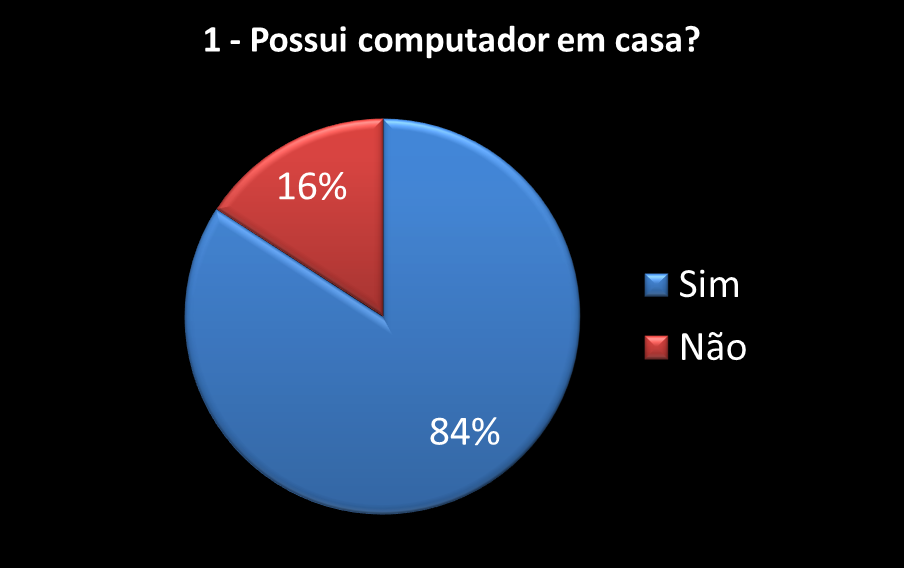 1 - Possui computador em casa?
16%
84%
Sim
Não